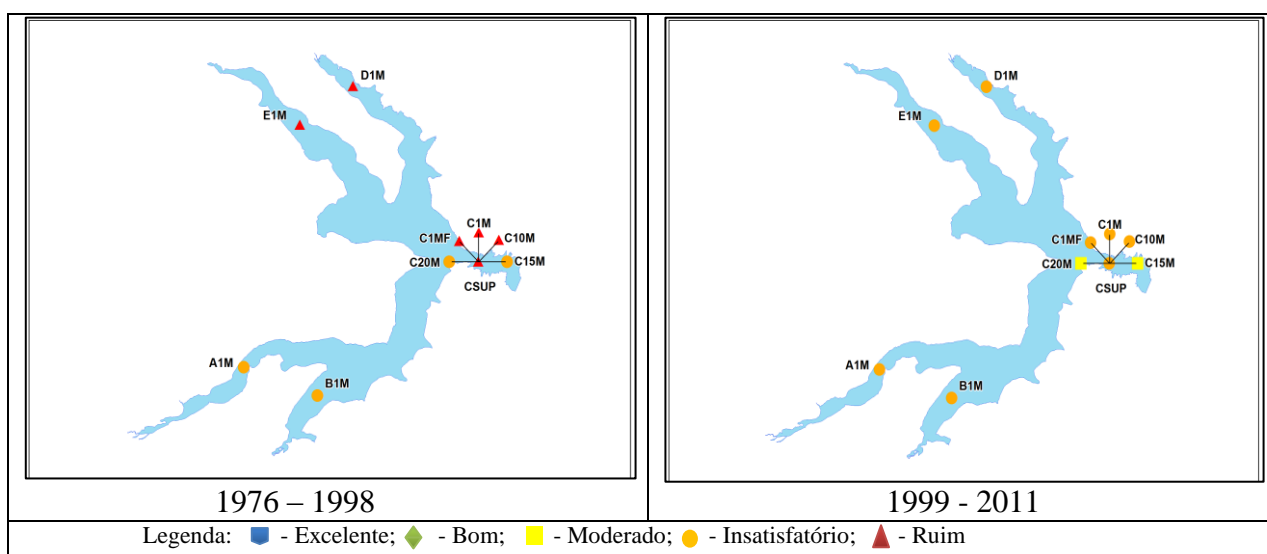 D1M
E1M
C1M
C1MF
C10M
C20M
C15M
CSUP
A1M
B1M
1976 – 1998
D1M
E1M
C1M
C1MF
C10M
C20M
C15M
CSUP
A1M
B1M
1999 - 2011
Legenda: - Excelente; - Bom; - Moderado; - Insatisfatório; - Ruim